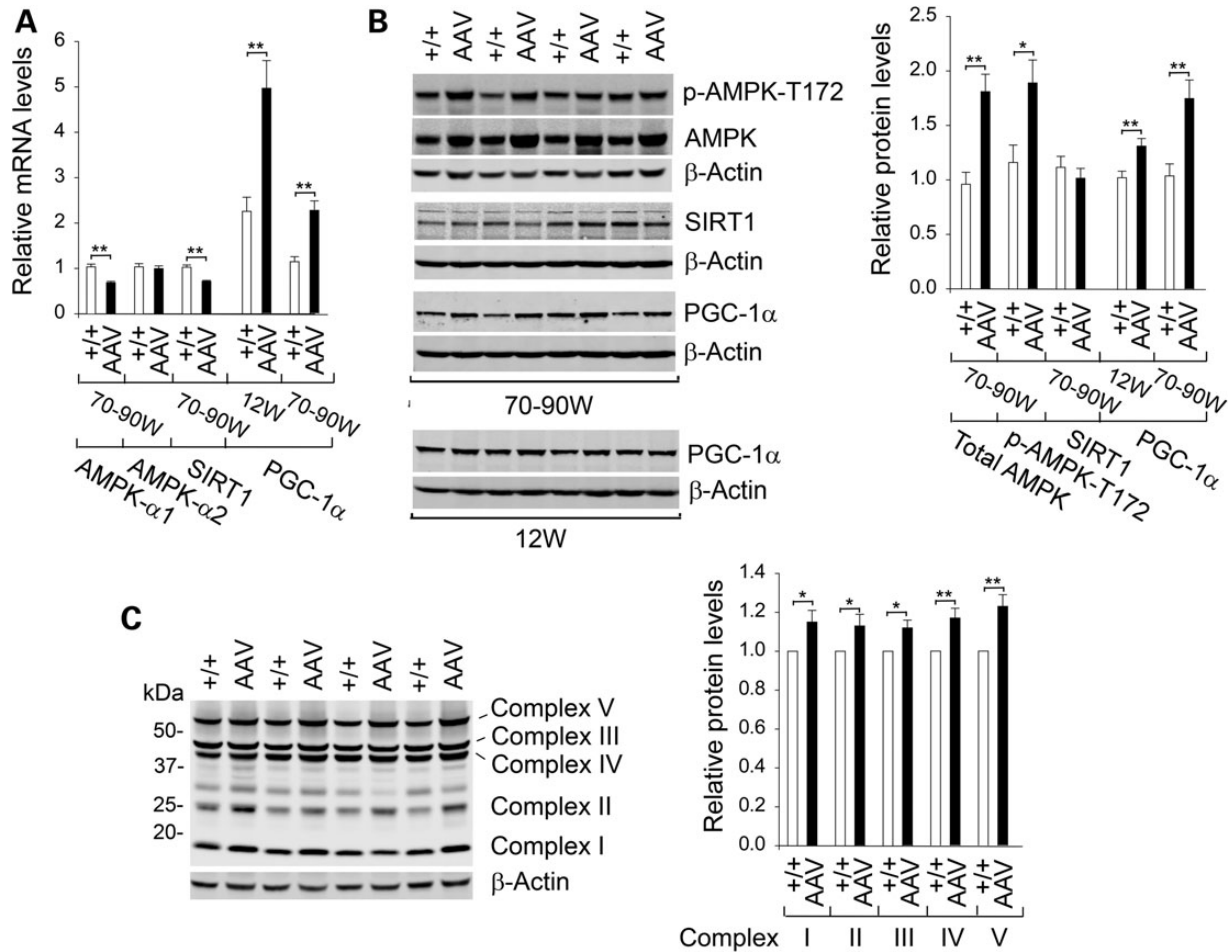 A
Relative mRNA levels
6
5
4
3
2
1
0
** ** ** **
+/+ AAV +/+ AAV +/+ AAV +/+ AAV +/+ AAV
70-90W 70-90W 12W 70-90W
AMPK-α1 AMPK-α2 SIRT1 PGC-1α
B
+/+ AAV +/+ AAV +/+ AAV +/+ AAV
p-AMPK-T172
AMPK
β-Actin
SIRT1
β-Actin
PGC-1α
β-Actin
70-90W
PGC-1α
β-Actin
12W
Relative protein levels
2.5
2.0
1.5
1.0
0.5
0.0
** * ** **
+/+ AAV +/+ AAV +/+ AAV +/+ AAV +/+ AAV
70-90W 70-90W 12W 70-90W
Total AMPK p-AMPK-T172 SIRT1 PGC-1α
C
+/+ AAV +/+ AAV +/+ AAV +/+ AAV
kDa
50-
37-
25-
20-
Complex V
Complex III
Complex IV
Complex II
Complex I
β-Actin
Relative protein levels
1.4
1.2
1.0
0.8
0.6
0.4
0.2
0.0
* * * ** **
+/+ AAV +/+ AAV +/+ AAV +/+ AAV +/+ AAV
Complex I II III IV V